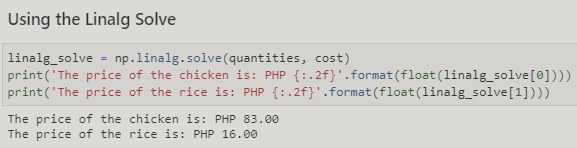 Using the Linalg Solve
linalg_solve = np.linalg.solve(quantities, cost)
print('The price of the chicken is: PHP {:.2f}'.format(float(linalg_solve[0])))
print('The price of the rice is: PHP {:.2f}'.format(float(linalg_solve[1])))
The price of the chicken is: PHP 83.00
The price of the rice is: PHP 16.00